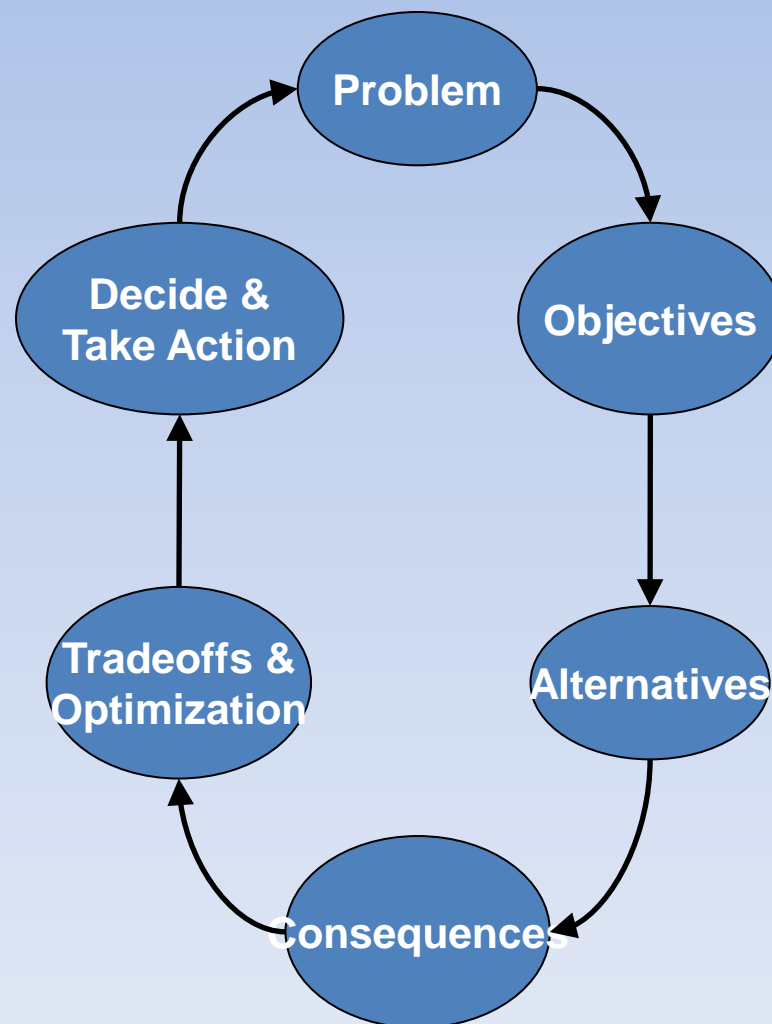 Problem
Objectives
Alternatives
Consequences
Tradeoffs &
Optimization
Decide &
Take Action